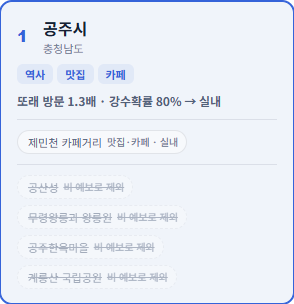 1 공주시
충청남도
역사 맛집 카페
또래 방문 1.3배 · 강수확률 80% → 실내
제민천 카페거리 맛집·카페 · 실내
공산성 비 예보로 제외
무령왕릉과 왕릉원 비 예보로 제외
공주한옥마을 비 예보로 제외
계룡산 국립공원 비 예보로 제외